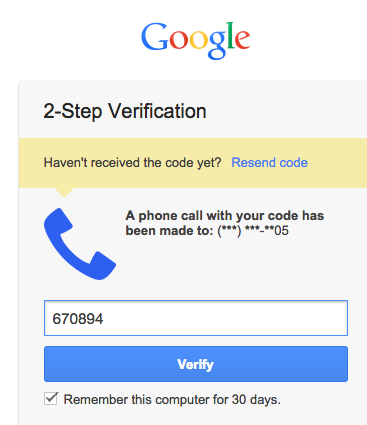 Google
2-Step Verification
Haven't received the code yet? Resend code
A phone call with your code has
been made to: (***) ***-**05
670894
Verify
Remember this computer for 30 days.